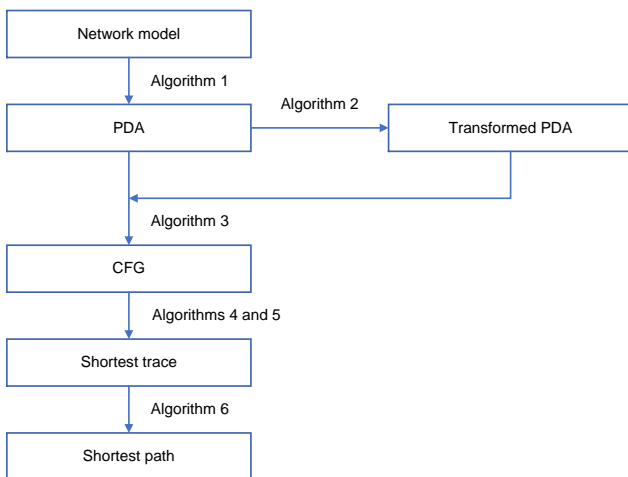 Network model
Algorithm 1
Algorithm 2
PDA
Transformed PDA
Algorithm 3
CFG
Algorithms 4 and 5
Shortest trace
Algorithm 6
Shortest path